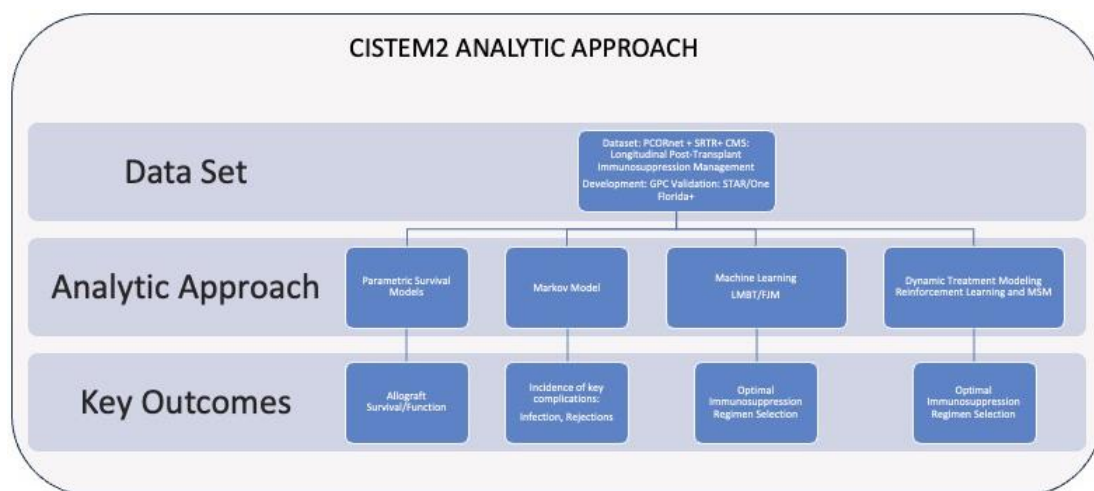 CISTEM2 ANALYTIC APPROACH
Data Set
Dataset: PCORnet + SRTR+ CMS:
Longitudinal Post-Transplant
Immunosuppression Management
Development: GPC Validation: STAR/One
Florida+
Analytic Approach
Parametric Survival
Models
Markov Model
Machine Learning
LMBT/FJM
Dynamic Treatment Modeling
Reinforcement Learning and MSM
Key Outcomes
Allograft
Survival/Function
Incidence of key
complications:
Infection, Rejections
Optimal
Immunosuppression
Regimen Selection
Optimal
Immunosuppression
Regimen Selection